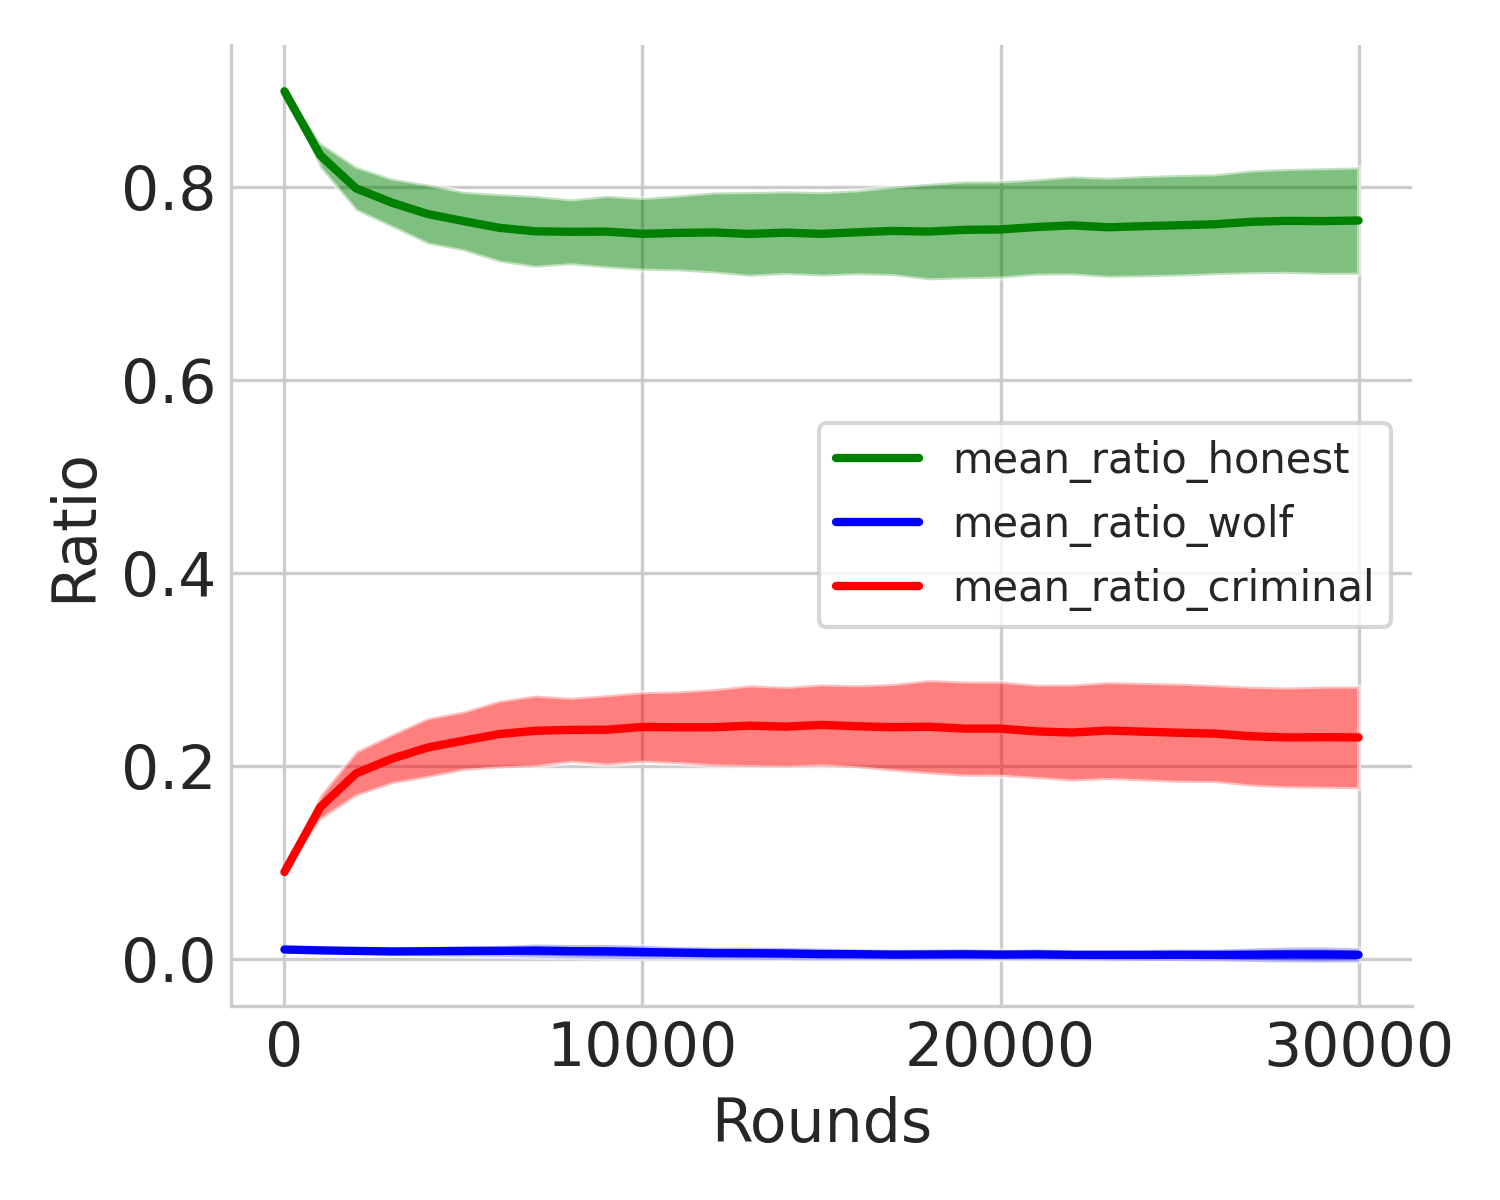 0.8
0.6
0.4
0.2
0.0
Ratio
mean_ratio_honest
mean_ratio_wolf
mean_ratio_criminal
0 10000 20000 30000
Rounds